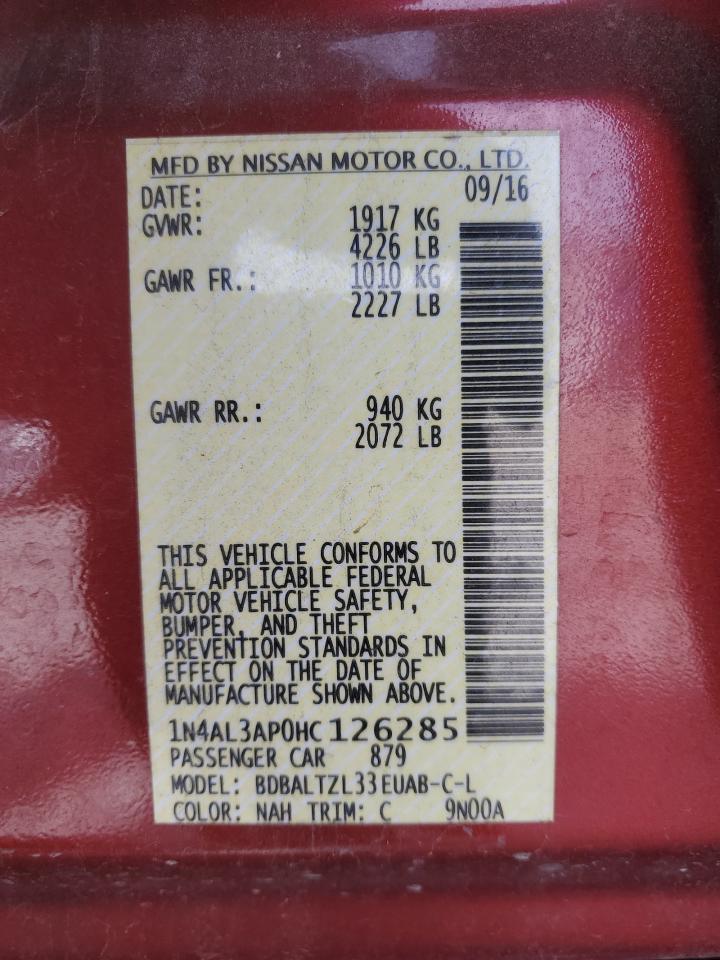 MFD BY NISSAN MOTOR CO., LTD.
DATE: 09/16
GVWR: 1917 KG
4226 LB
GAWR FR.: 1010 KG
2227 LB
GAWR RR.: 940 KG
2072 LB
THIS VEHICLE CONFORMS TO
ALL APPLICABLE FEDERAL
MOTOR VEHICLE SAFETY,
BUMPER, AND THEFT
PREVENTION STANDARDS IN
EFFECT ON THE DATE OF
MANUFACTURE SHOWN ABOVE.
1N4AL3AP0HC126285
PASSENGER CAR 879
MODEL: BDBALTZL33EUAB-C-L
COLOR: NAH TRIM: C 9N00A